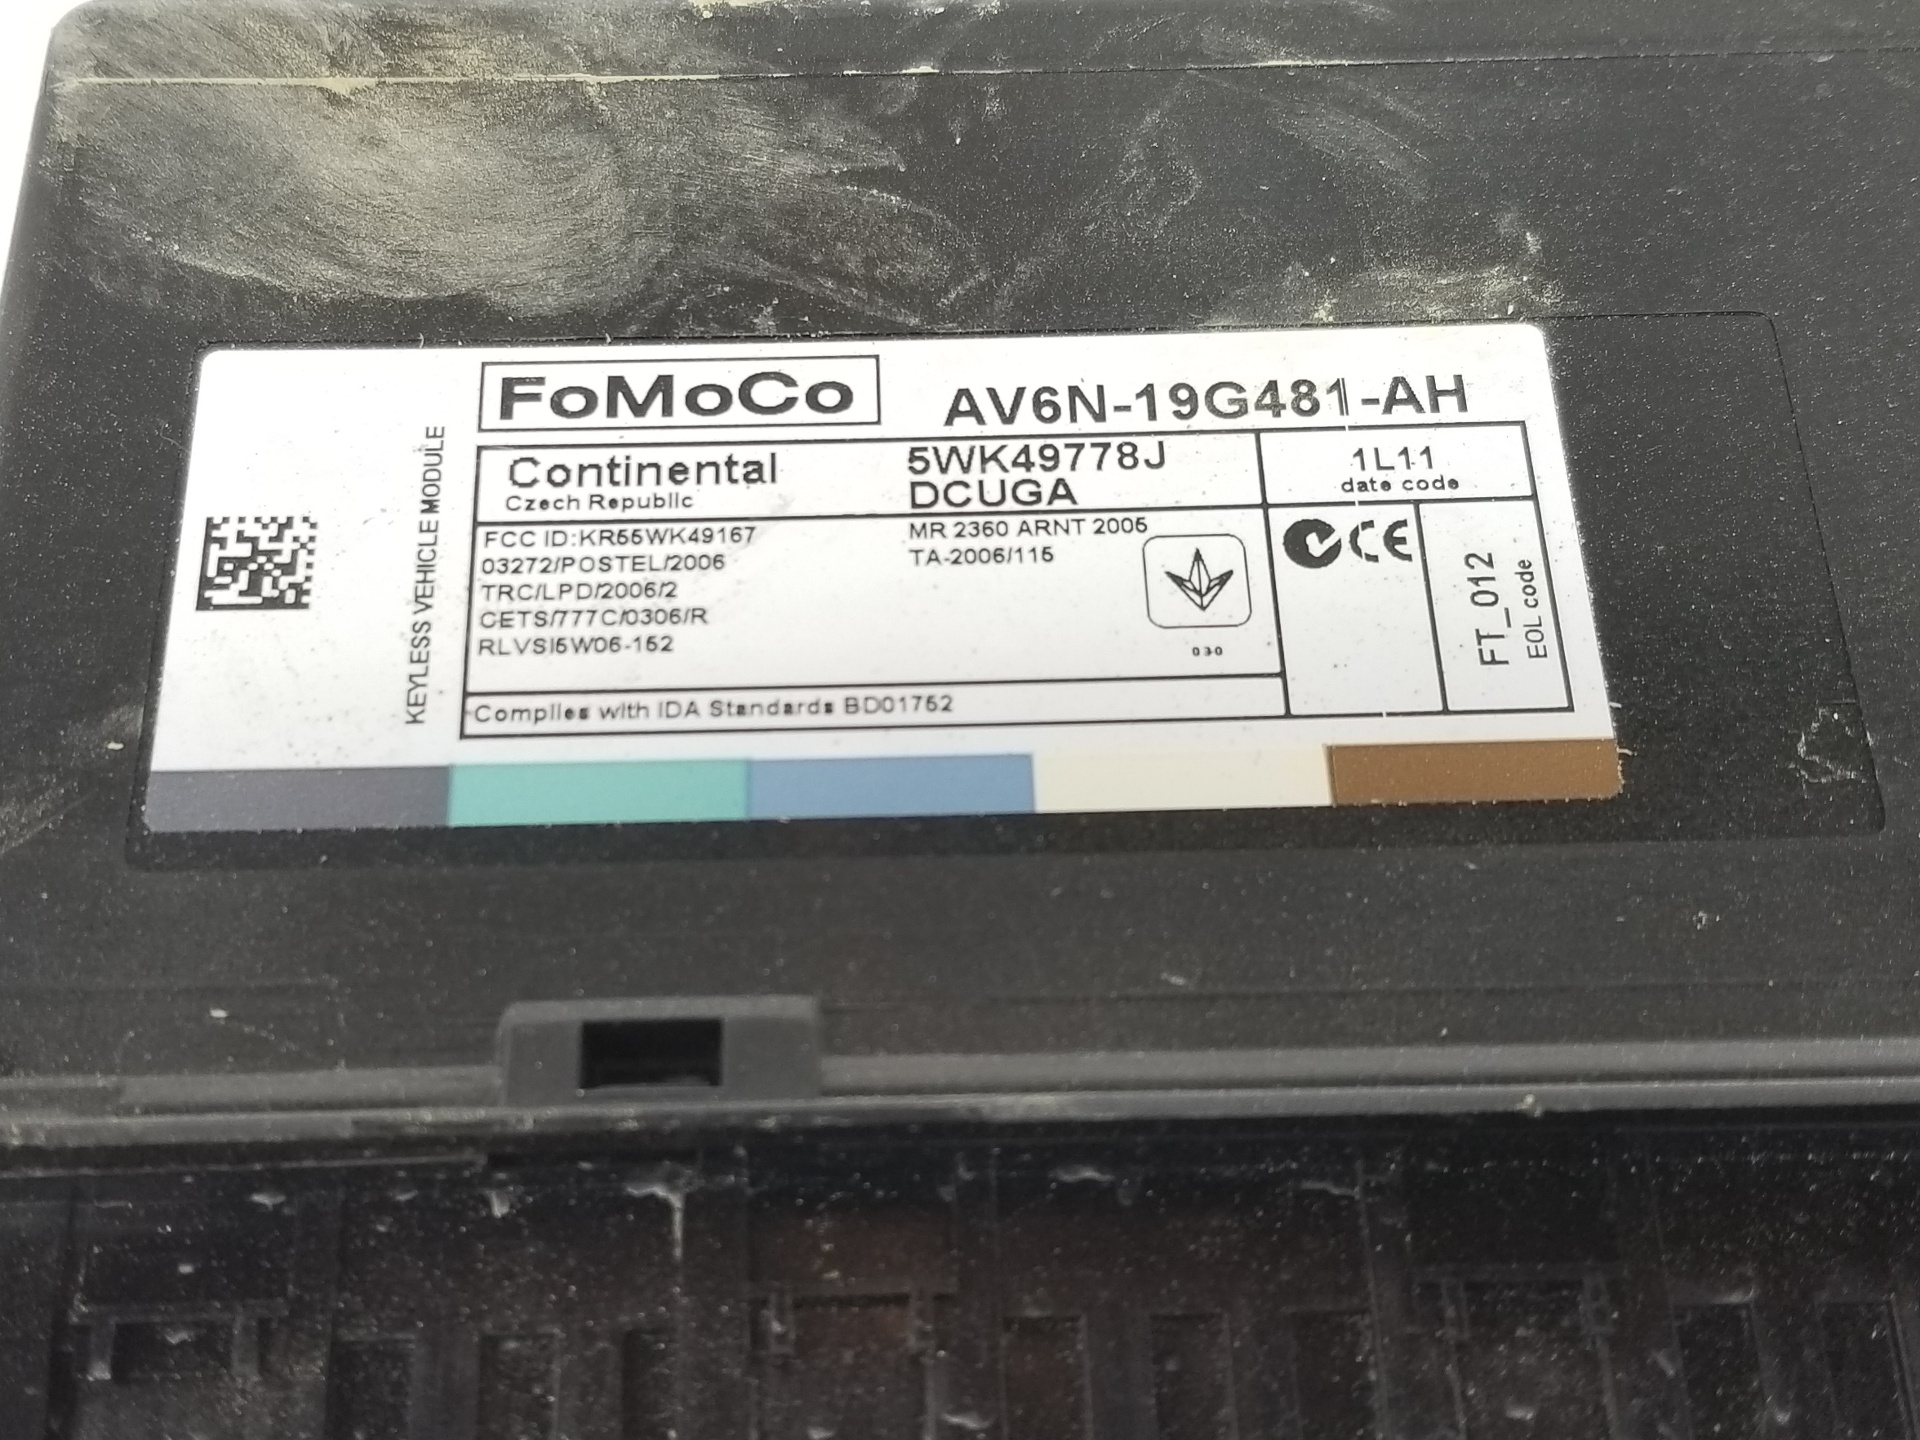 FoMoCo
AV6N-19G481-AH
KEYLESS VEHICLE MODULE
Continental
Czech Republic
5WK49778J
DCUGA
1L11
date code
FCC ID:KR55WK49167
03272/POSTEL/2006
TRC/LPD/2006/2
CETS/777C/0306/R
RLVSI5W06-152
MR 2360 ARNT 2005
TA-2006/115
030
CE
FT_012
EOL code
Complies with IDA Standards BD01752